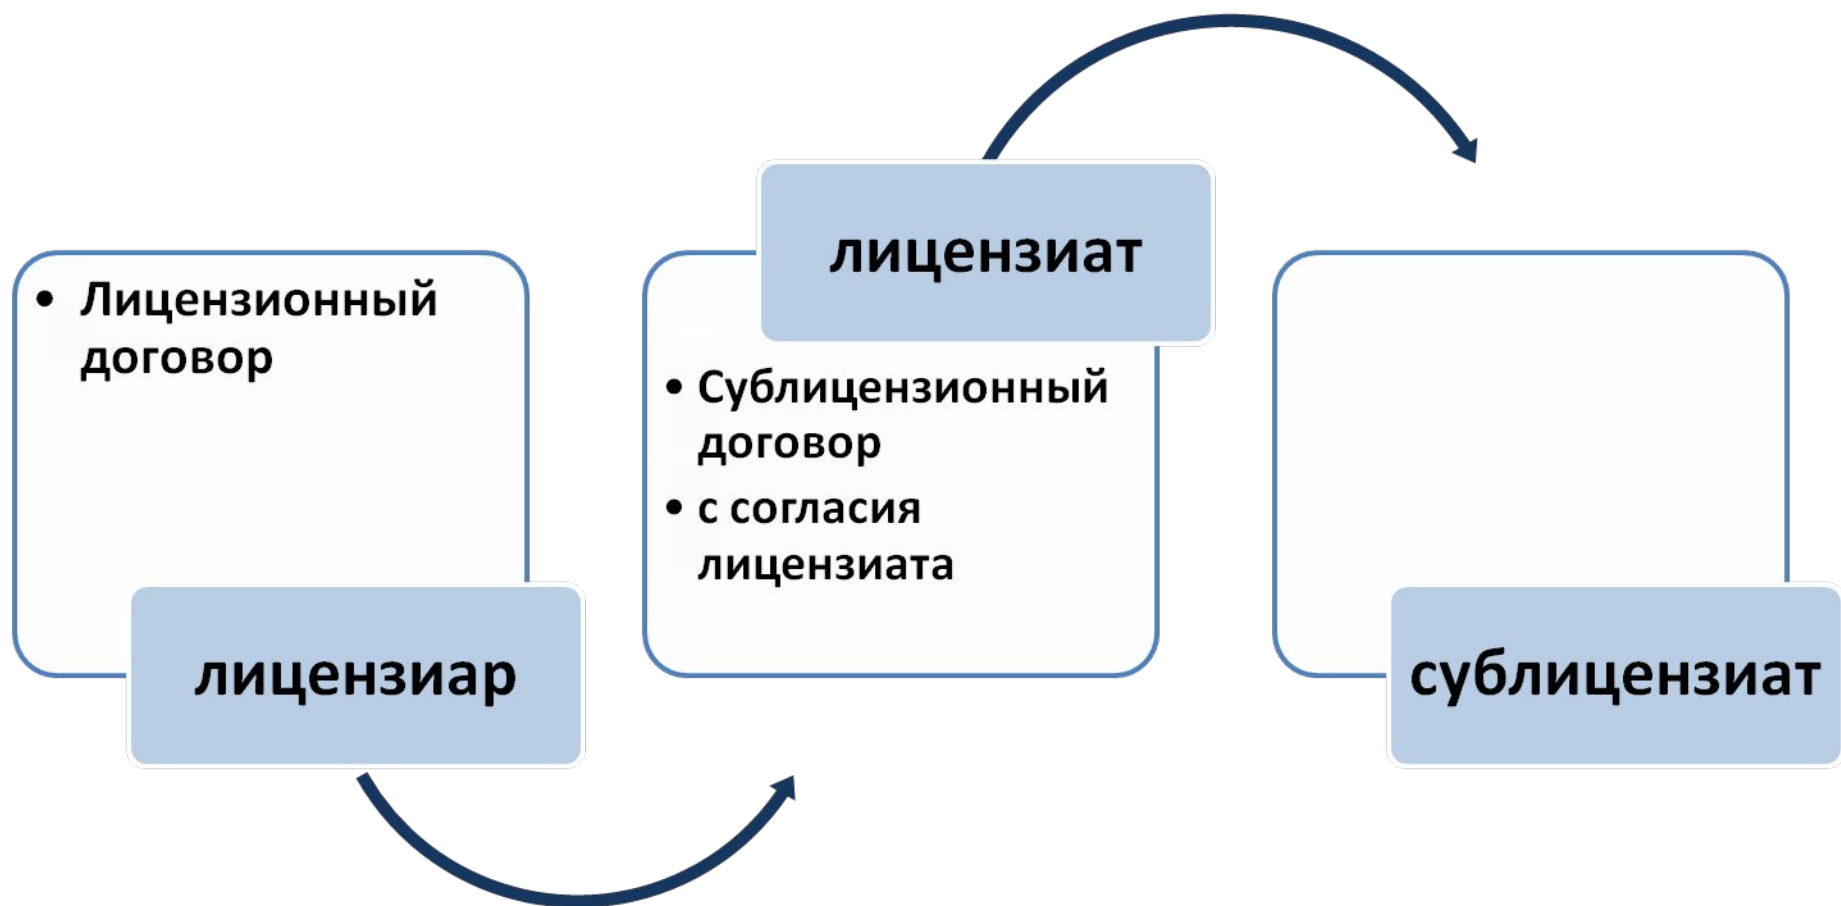 • Лицензионный
договор
лицензиар
лицензиат
• Сублицензионный
договор
• с согласия
лицензиата
сублицензиат